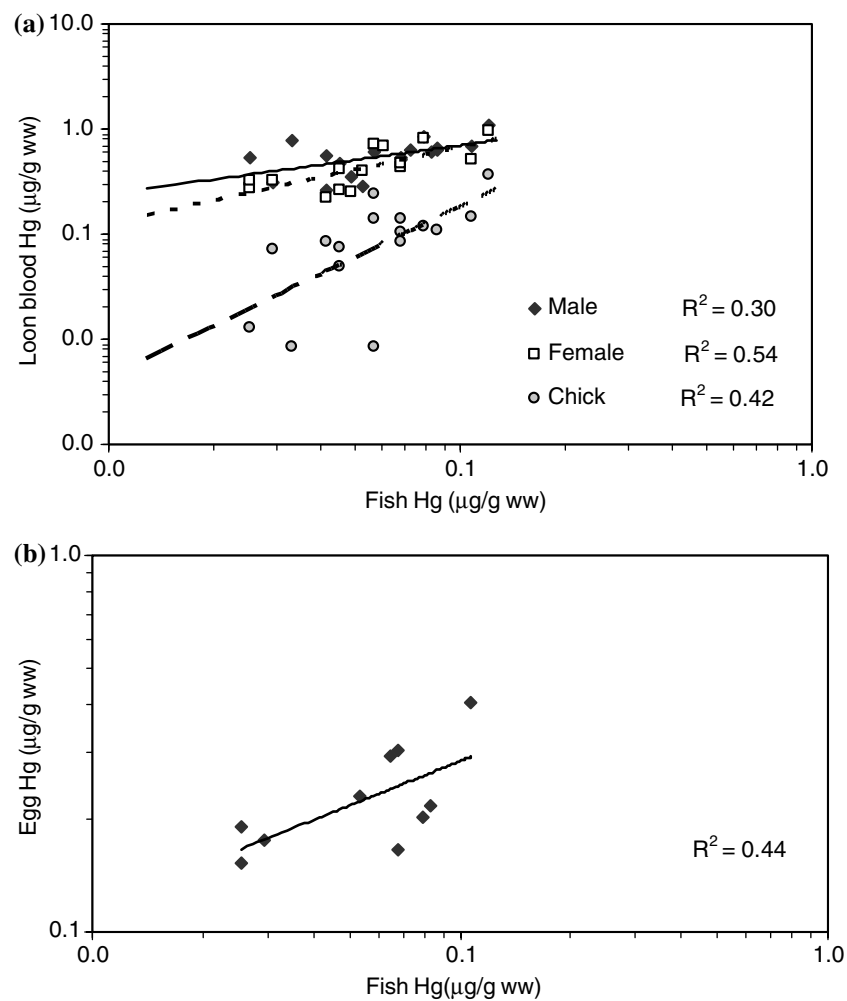 (a)
10.0
1.0
0.1
0.0
0.0
Loon blood Hg (μg/g ww)
Male R² = 0.30
Female R² = 0.54
Chick R² = 0.42
0.0 0.1 1.0
Fish Hg (μg/g ww)
(b)
1.0
0.1
Egg Hg (μg/g ww)
R² = 0.44
0.0 0.1 1.0
Fish Hg(μg/g ww)